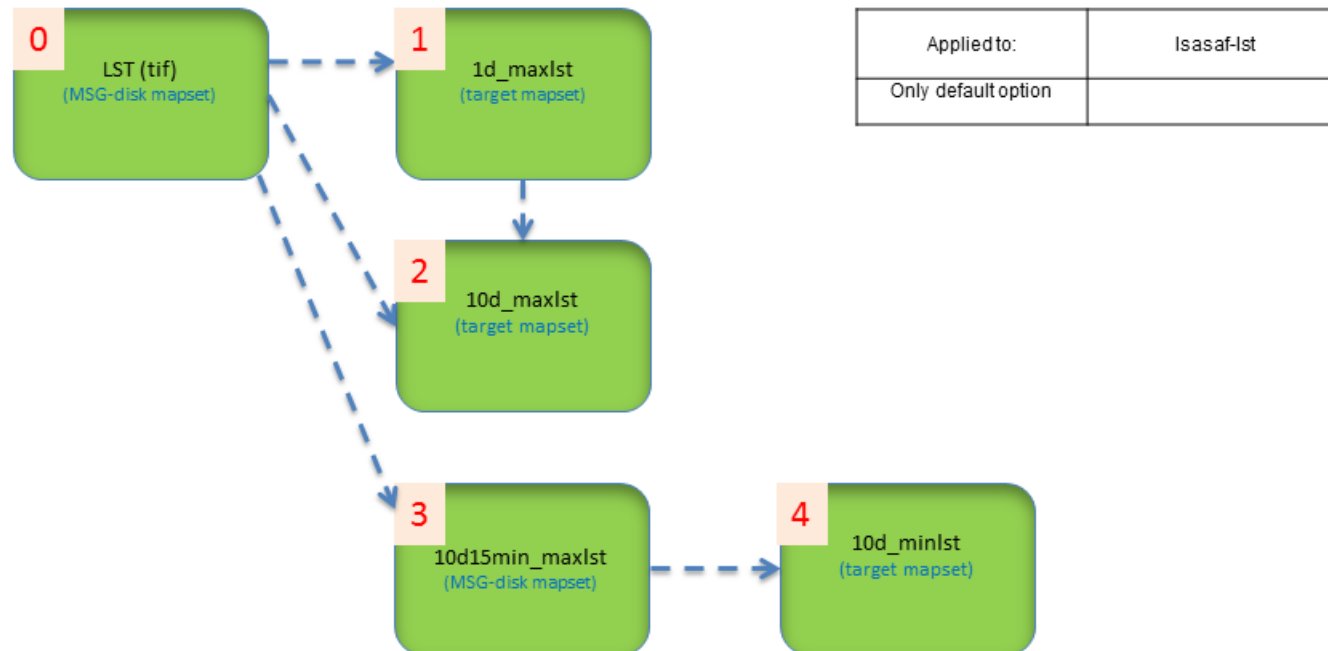 0
LST (tif)
(MSG-disk mapset)
1
1d_maxlst
(target mapset)
Applied to:
lsasaf-lst
Only default option
2
10d_maxlst
(target mapset)
3
10d15min_maxlst
(MSG-disk mapset)
4
10d_minlst
(target mapset)